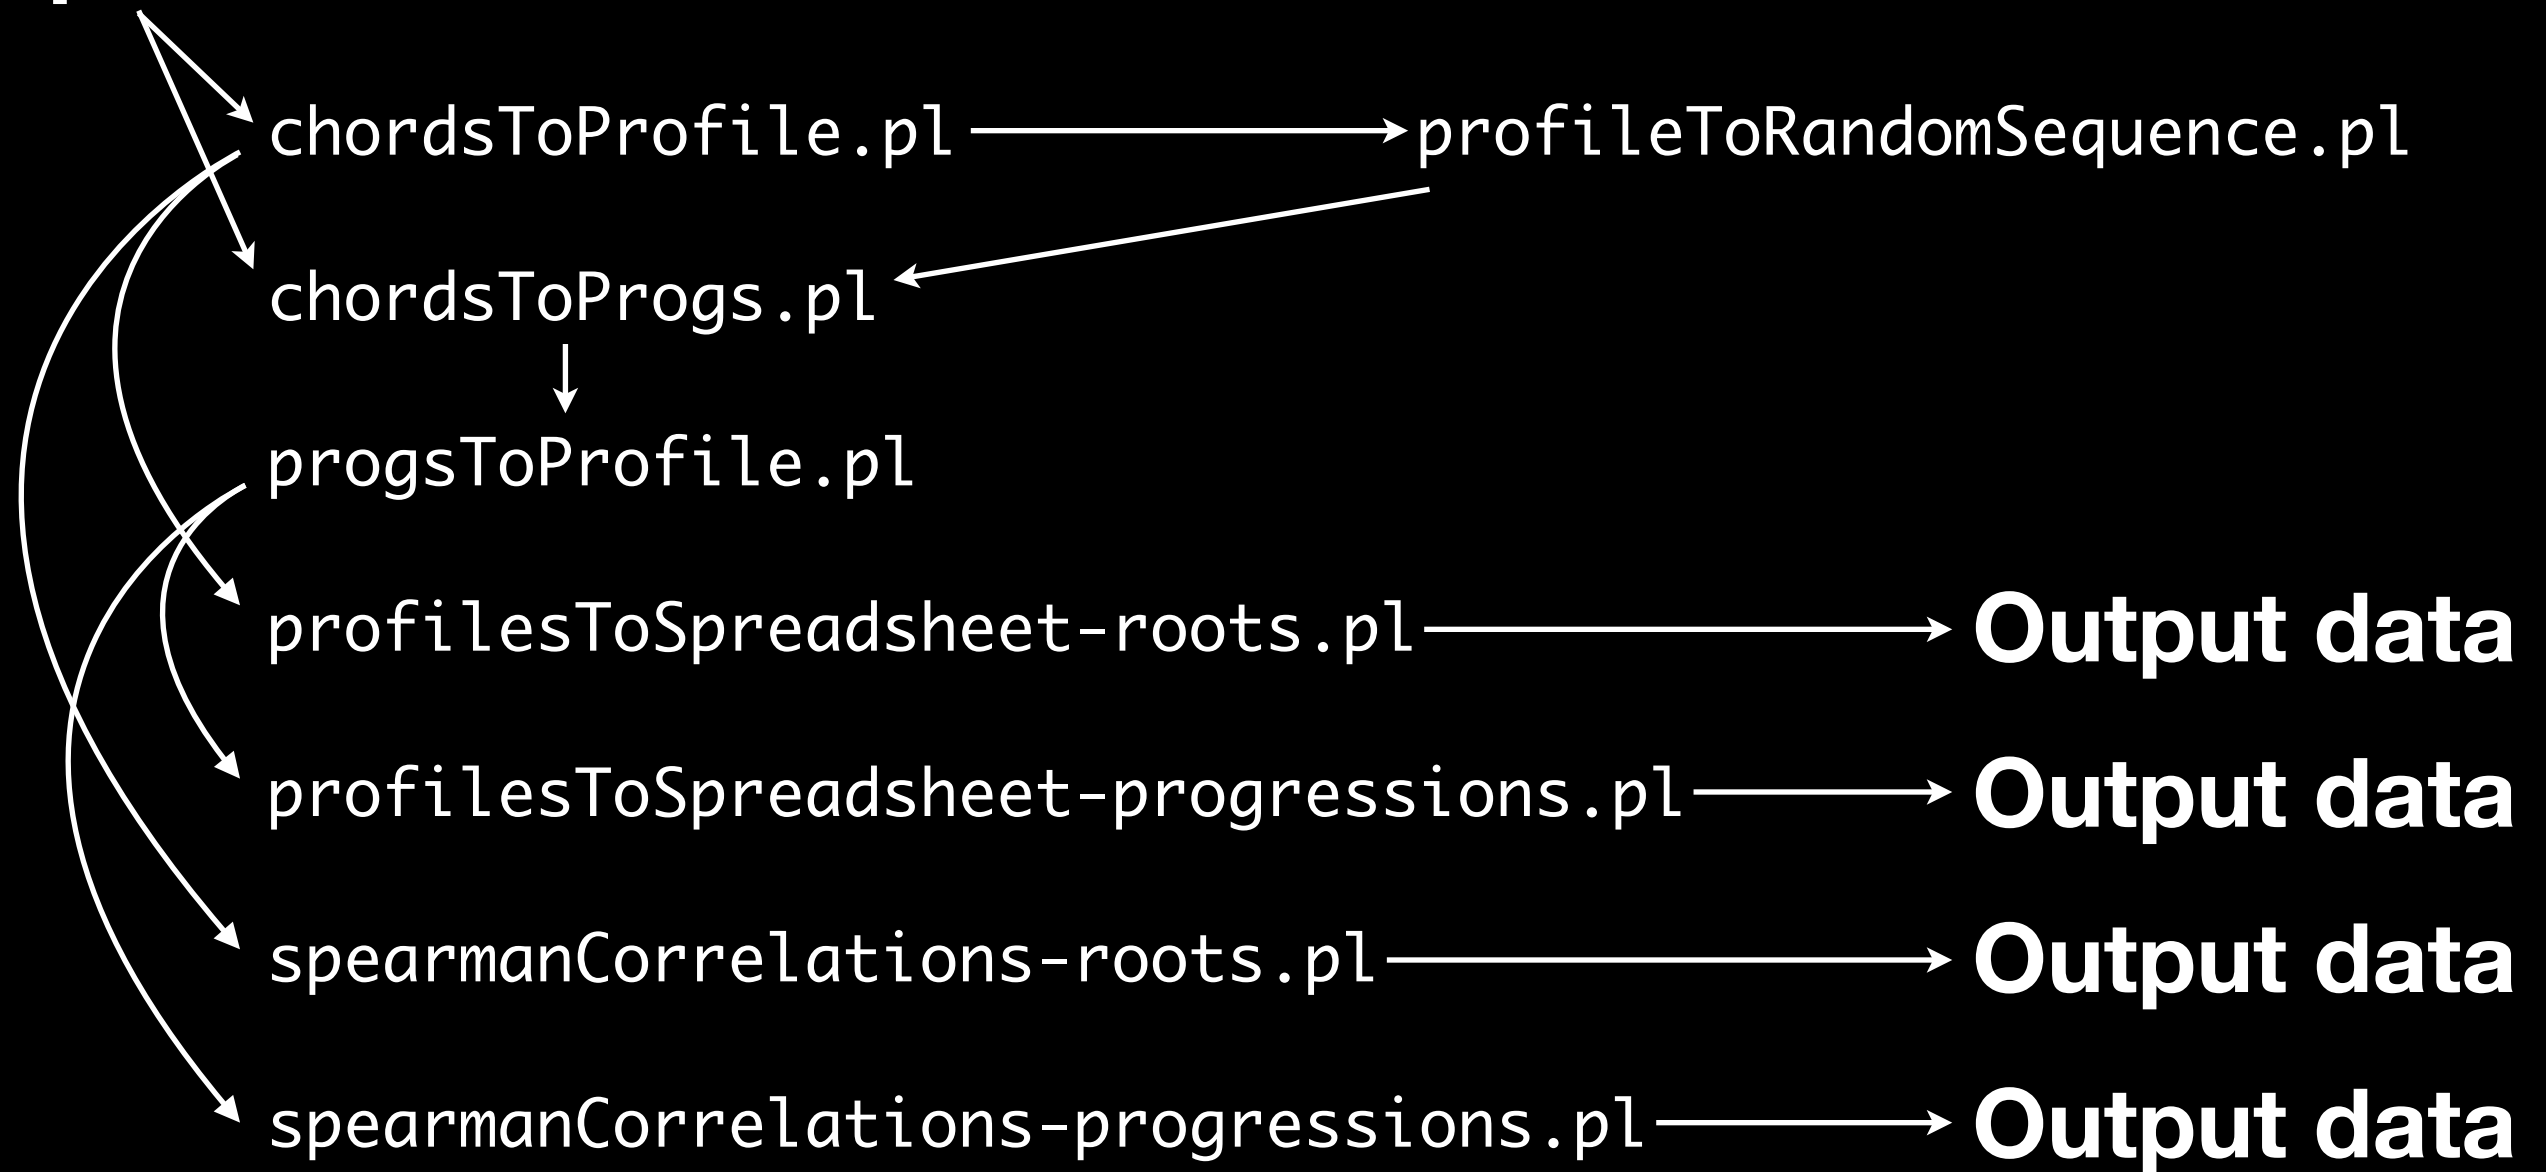 chordsToProfile.pl profileToRandomSequence.pl
chordsToProgs.pl
progsToProfile.pl
profilesToSpreadsheet-roots.pl Output data
profilesToSpreadsheet-progressions.pl Output data
spearmanCorrelations-roots.pl Output data
spearmanCorrelations-progressions.pl Output data